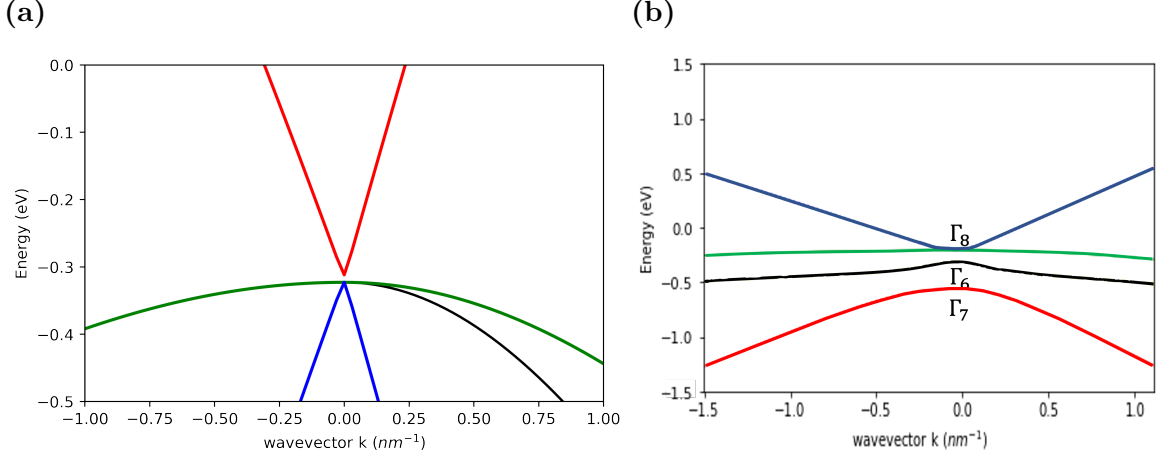 (a)
(b)
0.0
−0.1
−0.2
−0.3
−0.4
−0.5
Energy (eV)
−1.00 −0.75 −0.50 −0.25 0.00 0.25 0.50 0.75 1.00
wavevector k (nm⁻¹)
1.5
1.0
0.5
0.0
−0.5
−1.0
−1.5
Energy (eV)
Γ₈
Γ₆
Γ₇
−1.5 −1.0 −0.5 0.0 0.5 1.0
wavevector k (nm⁻¹)